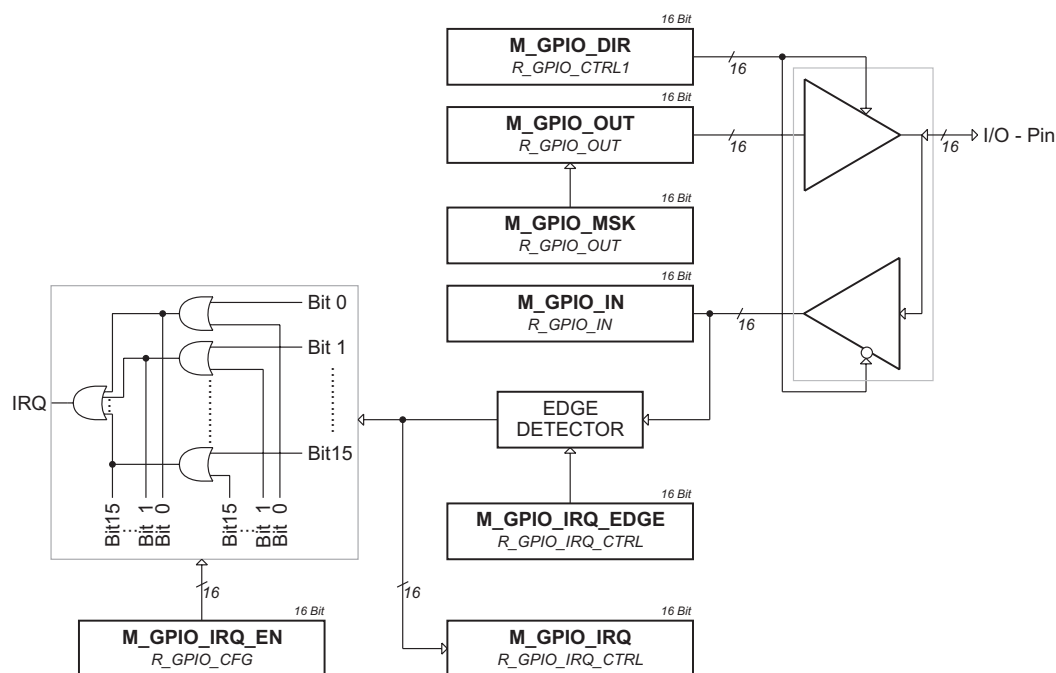 16 Bit
M_GPIO_DIR
R_GPIO_CTRL1
16
16 Bit
M_GPIO_OUT
R_GPIO_OUT
16
16
I/O - Pin
16 Bit
M_GPIO_MSK
R_GPIO_OUT
16 Bit
M_GPIO_IN
R_GPIO_IN
16
Bit 0
Bit 1
IRQ
Bit15
Bit15
Bit 1
Bit 0
Bit15
Bit 1
Bit 0
EDGE
DETECTOR
16 Bit
M_GPIO_IRQ_EDGE
R_GPIO_IRQ_CTRL
16
16
16 Bit
M_GPIO_IRQ_EN
R_GPIO_CFG
16 Bit
M_GPIO_IRQ
R_GPIO_IRQ_CTRL